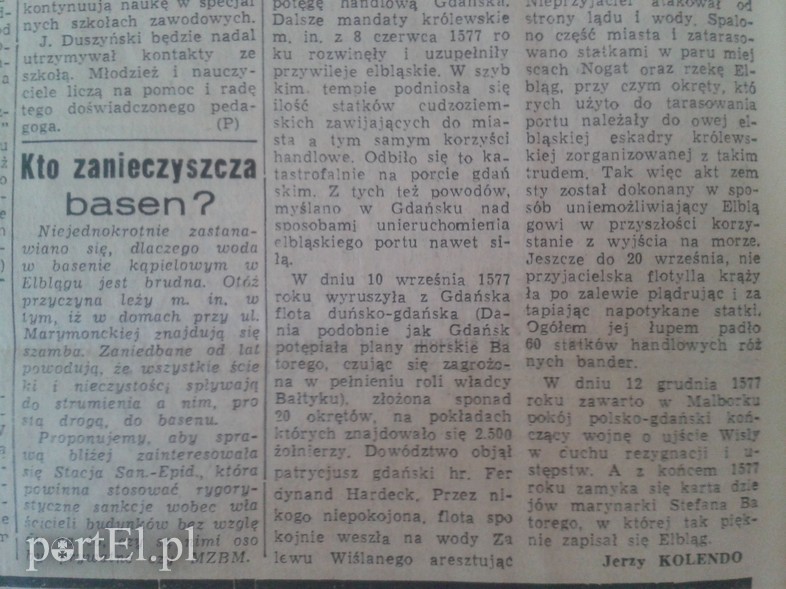 kontynuują naukę w specjal
nych szkołach zawodowych.
J. Duszyński będzie nadal
utrzymywał kontakty ze
szkołą. Młodzież i nauczy-
ciele liczą na pomoc i radę
tego doświadczonego peda-
goga. (P)
Kto zanieczyszcza
basen?
Niejednokrotnie zastana-
wiano się, dlaczego woda
w basenie kąpielowym w
Elblągu jest brudna. Otóż
przyczyna leży m. in. w
tym, iż w domach przy ul.
Marymonckiej znajdują się
szamba. Zaniedbane od lat
powodują, że wszystkie ście
ki i nieczystości spływają
do strumienia a nim, pro
stą drogą, do basenu.
Proponujemy, aby spra-
wą bliżej zainteresowała
się Stacja San.-Epid., która
powinna stosować rygory-
styczne sankcje wobec wła
ścicieli budynków bez wzglę
nimi oso
MZBM.
potęgę handlową Gdańska.
Dalsze mandaty królewskie
m. in. z 8 czerwca 1577 ro
ku rozwinęły i uzupełniły
przywileje elbląskie. W szyb
kim tempie podniosła się
ilość statków cudzoziem-
skich zawijających do mia-
sta a tym samym korzyści
handlowe. Odbiło się to ka-
tastrofalnie na porcie gdań
skim. Z tych też powodów,
myślano w Gdańsku nad
sposobami unieruchomienia
elbląskiego portu nawet si-
łą.
W dniu 10 września 1577
roku wyruszyła z Gdańska
flota duńsko-gdańska (Da-
nia podobnie jak Gdańsk
potępiała plany morskie Ba
torego, czując się zagrożo-
na w pełnieniu roli władcy
Bałtyku), złożona sponad
20 okrętów, na pokładach
których znajdowało się 2.500
żołnierzy. Dowództwo objął
patrycjusz gdański hr. Fer
dynand Hardeck. Przez ni-
kogo niepokojona, flota spo
kojnie weszła na wody Za
lewu Wiślanego aresztując
Nieprzyjaciel atakował od
strony lądu i wody. Spalo-
no część miasta i zataraso-
wano statkami w paru miej
scach Nogat oraz rzekę El-
bląg, przy czym okręty, któ
rych użyto do tarasowania
portu należały do owej el-
bląskiej eskadry królews-
kiej zorganizowanej z takim
trudem. Tak więc akt zem
sty został dokonany w spo-
sób uniemożliwiający Elblą
gowi w przyszłości korzy-
stanie z wyjścia na morze.
Jeszcze do 20 września, nie
przyjacielska flotylla krąży
ła po zalewie plądrując i za
tapiając napotykane statki.
Ogółem jej łupem padło
60 statków handlowych róż
nych bander.
W dniu 12 grudnia 1577
roku zawarto w Malborku
pokój polsko-gdański koń-
czący wojnę o ujście Wisły
w duchu rezygnacji i u-
stępstw. A z końcem 1577
roku zamyka się karta dzie
jów marynarki Stefana Ba
torego, w której tak pięk-
nie zapisał się Elbląg.
Jerzy KOLENDO
portEl.pl